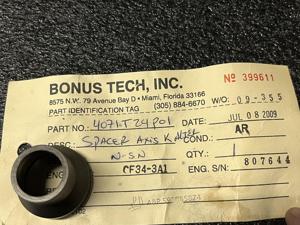 BONUS TECH, INC.
№ 399611
8575 N.W. 79 Avenue Bay D • Miami, Florida 33166
PART IDENTIFICATION TAG (305) 884-6670 W/O: 09-355
PART NO.: 4071T24P01 DATE: JUL 08 2009
DESC.: SPACER AXIS COND.: AR
N-SN QTY.: 1
CF34-3A1 ENG. S/N: 807644